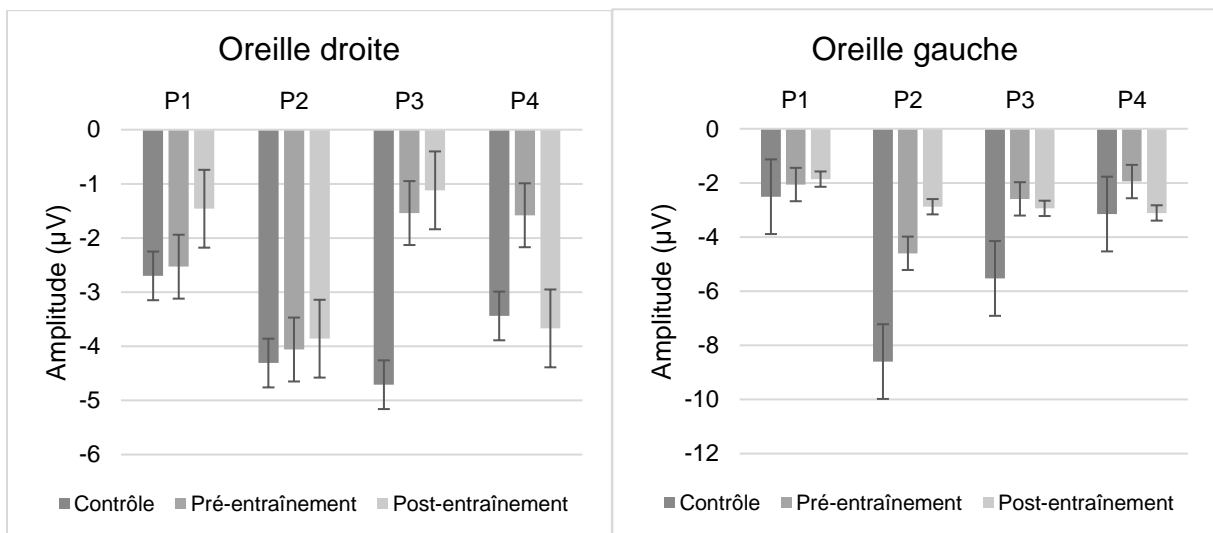 Oreille droite
P1 P2 P3 P4
0
-1
-2
-3
-4
-5
-6
Amplitude (µV)
Contrôle Pré-entraînement Post-entraînement
Oreille gauche
P1 P2 P3 P4
0
-2
-4
-6
-8
-10
-12
Amplitude (µV)
Contrôle Pré-entraînement Post-entraînement